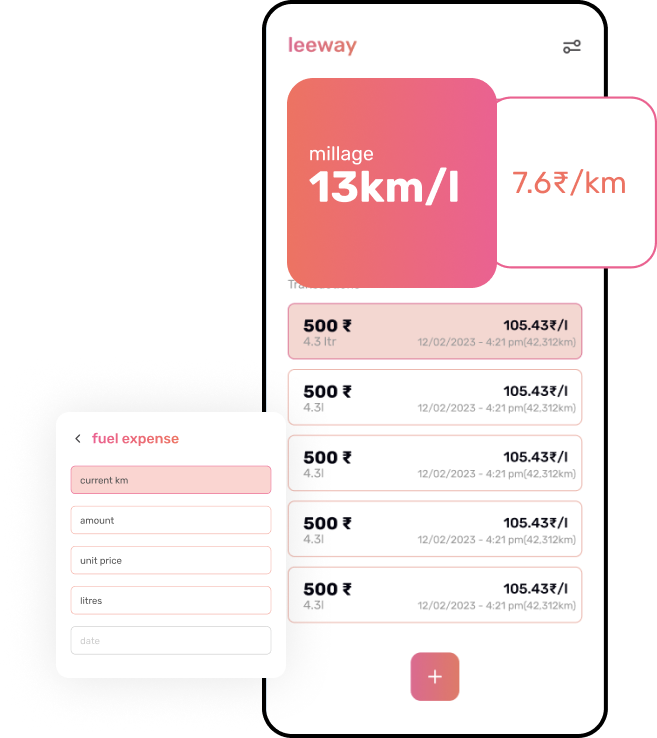 leeway
millage
13km/l
7.6₹/km
500 ₹
105.43₹/l
4.3 ltr
12/02/2023 - 4:21 pm(42,312km)
500 ₹
105.43₹/l
4.3l
12/02/2023 - 4:21 pm(42,312km)
500 ₹
105.43₹/l
4.3l
12/02/2023 - 4:21 pm(42,312km)
500 ₹
105.43₹/l
4.3l
12/02/2023 - 4:21 pm(42,312km)
500 ₹
105.43₹/l
4.3l
12/02/2023 - 4:21 pm(42,312km)
fuel expense
current km
amount
unit price
litres
date